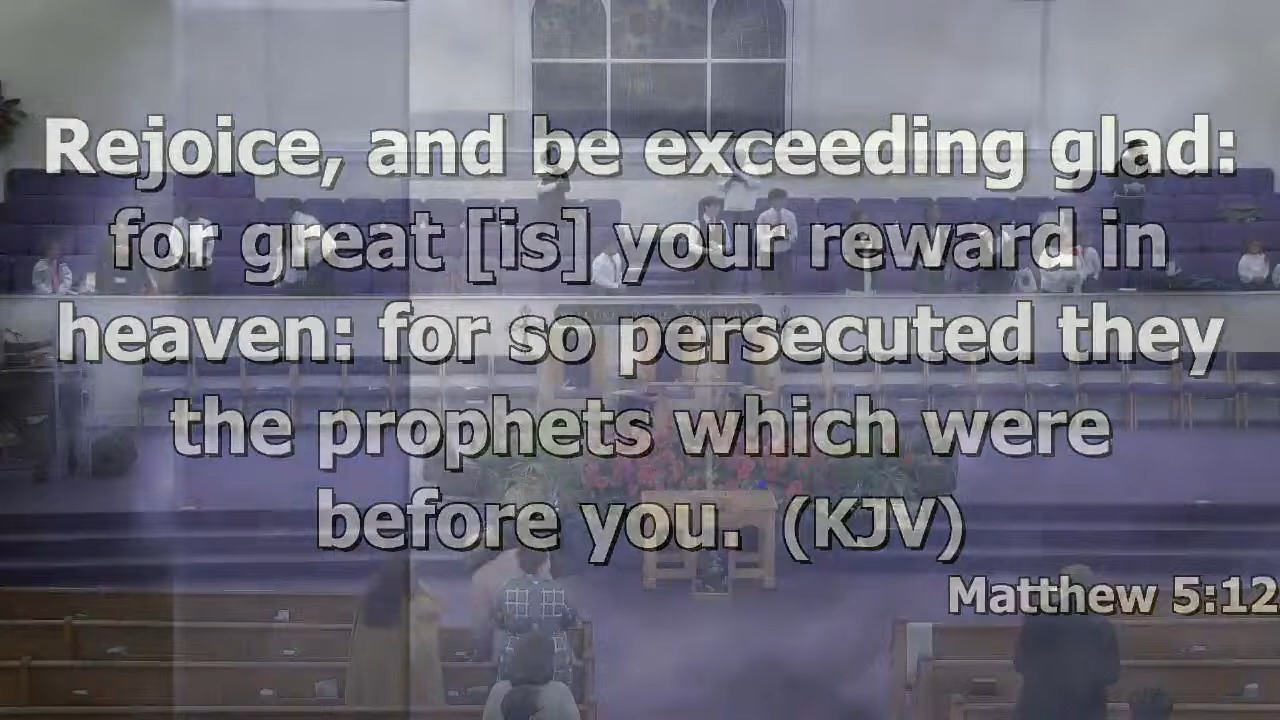 Rejoice, and be exceeding glad:
for great [is] your reward in
heaven: for so persecuted they
the prophets which were
before you. (KJV)
Matthew 5:12